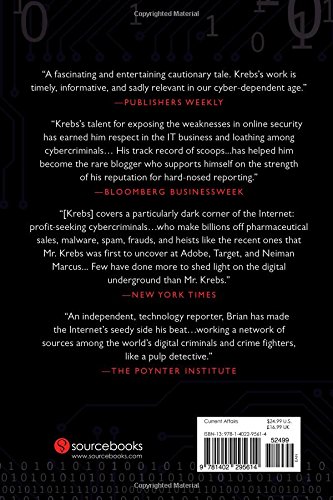 Copyrighted Material
“A fascinating and entertaining cautionary tale. Krebs’s work is
timely, informative, and sadly relevant in our cyber-dependent age.”
—PUBLISHERS WEEKLY
“Krebs’s talent for exposing the weaknesses in online security
has earned him respect in the IT business and loathing among
cybercriminals… His track record of scoops...has helped him
become the rare blogger who supports himself on the strength
of his reputation for hard-nosed reporting.”
—BLOOMBERG BUSINESSWEEK
“[Krebs] covers a particularly dark corner of the Internet:
profit-seeking cybercriminals…who make billions off pharmaceutical
sales, malware, spam, frauds, and heists like the recent ones that
Mr. Krebs was first to uncover at Adobe, Target, and Neiman
Marcus... Few have done more to shed light on the digital
underground than Mr. Krebs.”
—NEW YORK TIMES
“An independent, technology reporter, Brian has made
the Internet’s seedy side his beat…working a network of
sources among the world’s digital criminals and crime fighters,
like a pulp detective.”
—THE POYNTER INSTITUTE
sourcebooks
www.sourcebooks.com
Current Affairs
$24.99 U.S.
£16.99 UK
ISBN-13: 978-1-4022-9561-4
52499
9 781402 295614
EAN
Copyrighted Material